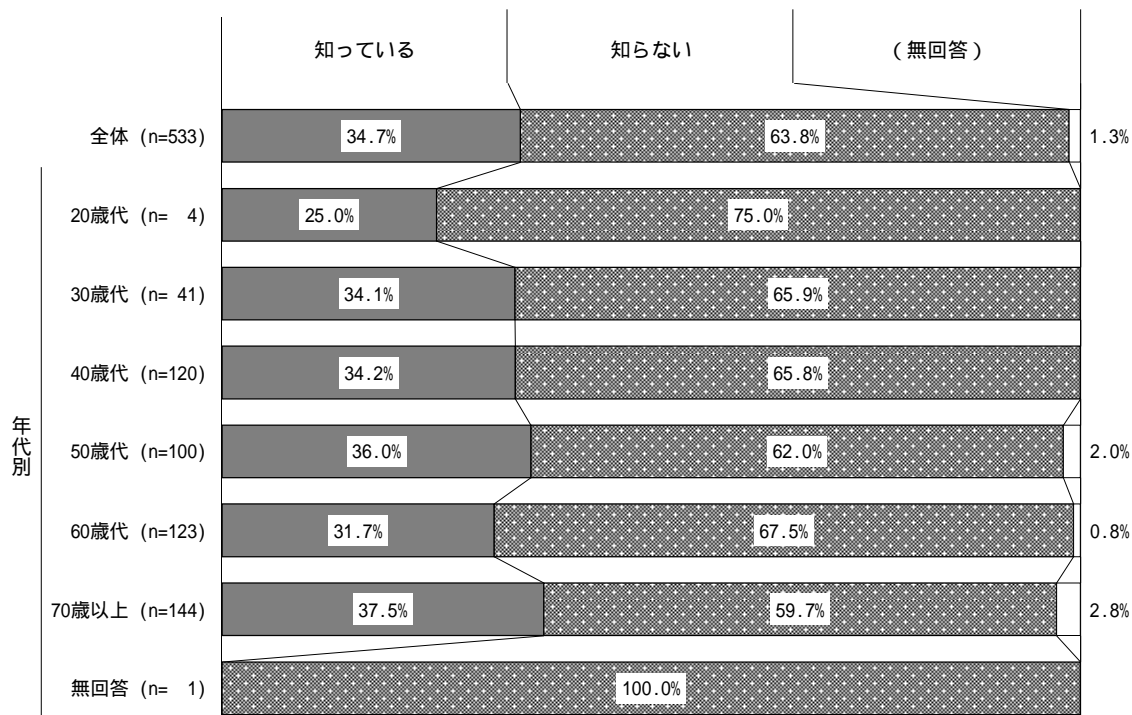 知っている 知らない (無回答)
全体 (n=533) 34.7% 63.8% 1.3%
年代別
20歳代 (n= 4) 25.0% 75.0%
30歳代 (n= 41) 34.1% 65.9%
40歳代 (n=120) 34.2% 65.8%
50歳代 (n=100) 36.0% 62.0% 2.0%
60歳代 (n=123) 31.7% 67.5% 0.8%
70歳以上 (n=144) 37.5% 59.7% 2.8%
無回答 (n= 1) 100.0%